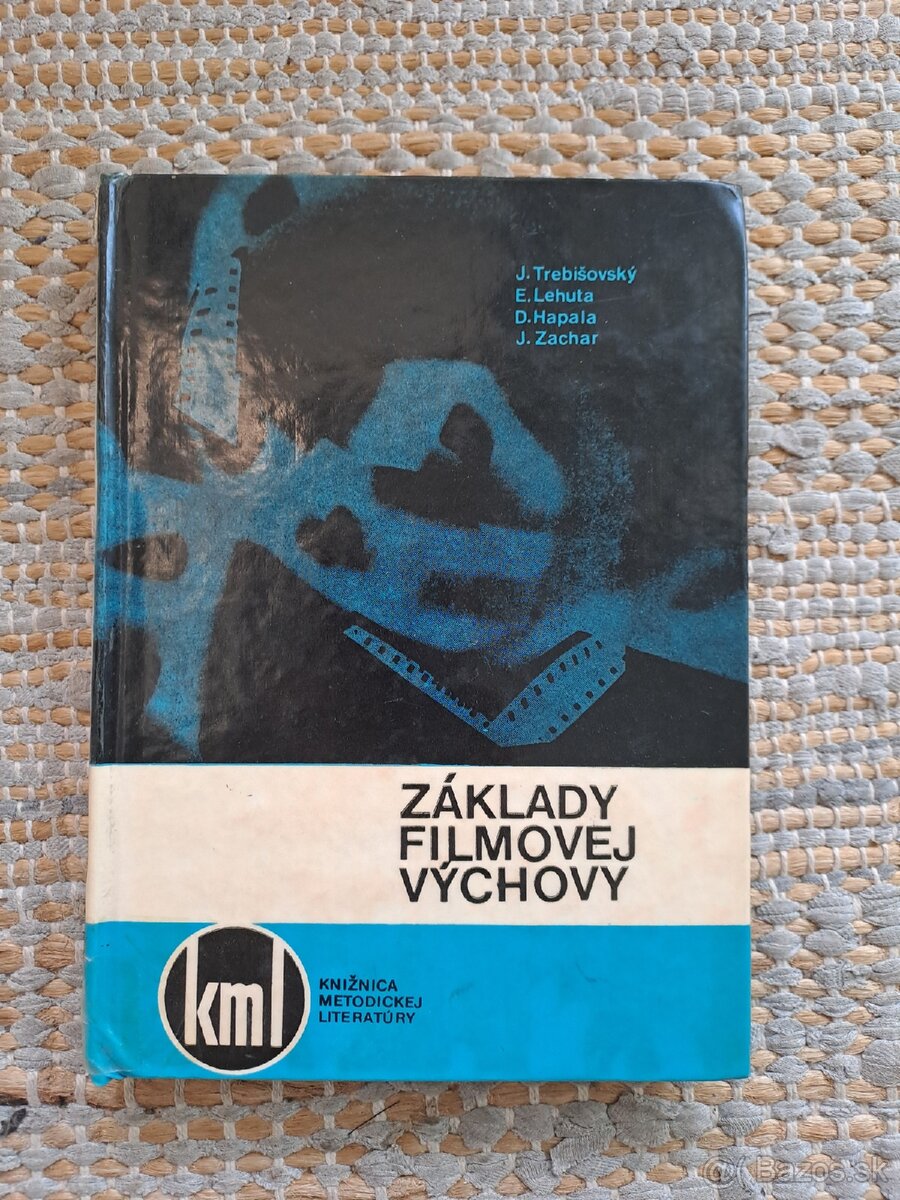 J. Trebišovský
E. Lehuta
D. Hapala
J. Zachar
ZÁKLADY
FILMOVEJ
VÝCHOVY
kml
KNIŽNICA
METODICKEJ
LITERATÚRY
Bazos.sk